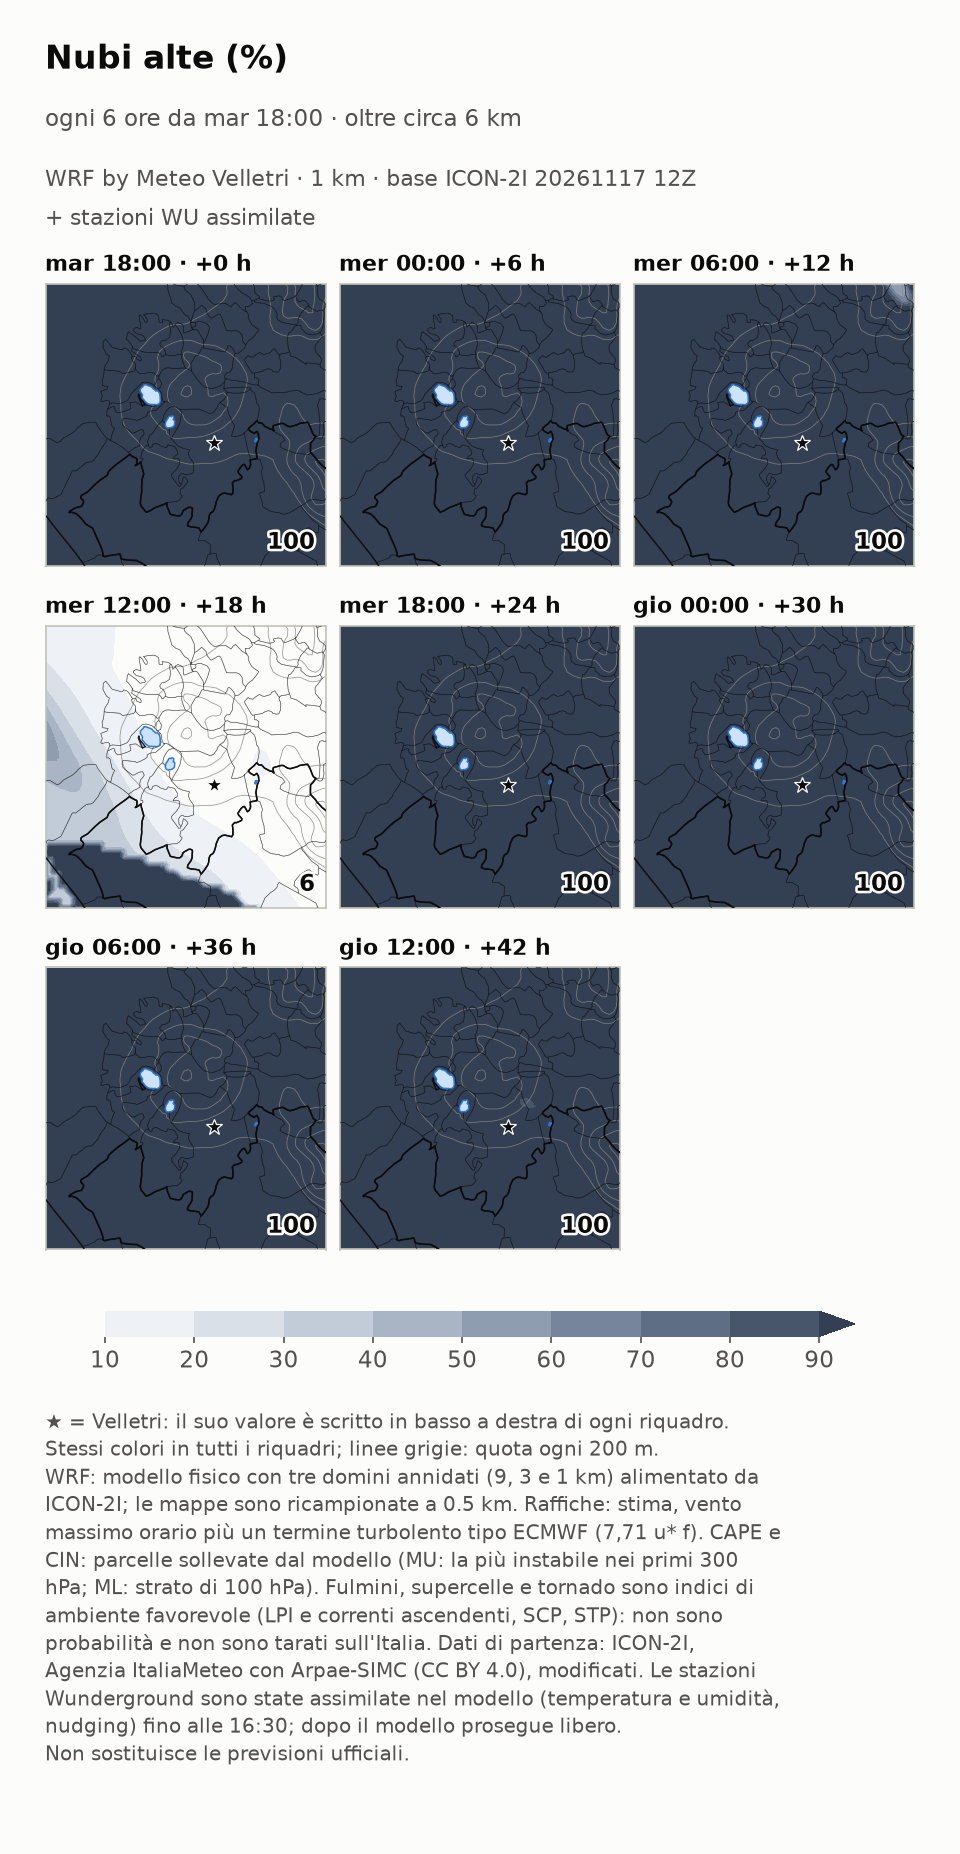 Nubi alte (%)
ogni 6 ore da mar 18:00 · oltre circa 6 km
WRF by Meteo Velletri · 1 km · base ICON-2I 20261117 12Z
+ stazioni WU assimilate
mar 18:00 · +0 h
mer 00:00 · +6 h
mer 06:00 · +12 h
100
100
100
mer 12:00 · +18 h
mer 18:00 · +24 h
gio 00:00 · +30 h
6
100
100
gio 06:00 · +36 h
gio 12:00 · +42 h
100
100
10 20 30 40 50 60 70 80 90
★ = Velletri: il suo valore è scritto in basso a destra di ogni riquadro.
Stessi colori in tutti i riquadri; linee grigie: quota ogni 200 m.
WRF: modello fisico con tre domini annidati (9, 3 e 1 km) alimentato da
ICON-2I; le mappe sono ricampionate a 0.5 km. Raffiche: stima, vento
massimo orario più un termine turbolento tipo ECMWF (7,71 u* f). CAPE e
CIN: parcelle sollevate dal modello (MU: la più instabile nei primi 300
hPa; ML: strato di 100 hPa). Fulmini, supercelle e tornado sono indici di
ambiente favorevole (LPI e correnti ascendenti, SCP, STP): non sono
probabilità e non sono tarati sull'Italia. Dati di partenza: ICON-2I,
Agenzia ItaliaMeteo con Arpae-SIMC (CC BY 4.0), modificati. Le stazioni
Wunderground sono state assimilate nel modello (temperatura e umidità,
nudging) fino alle 16:30; dopo il modello prosegue libero.
Non sostituisce le previsioni ufficiali.